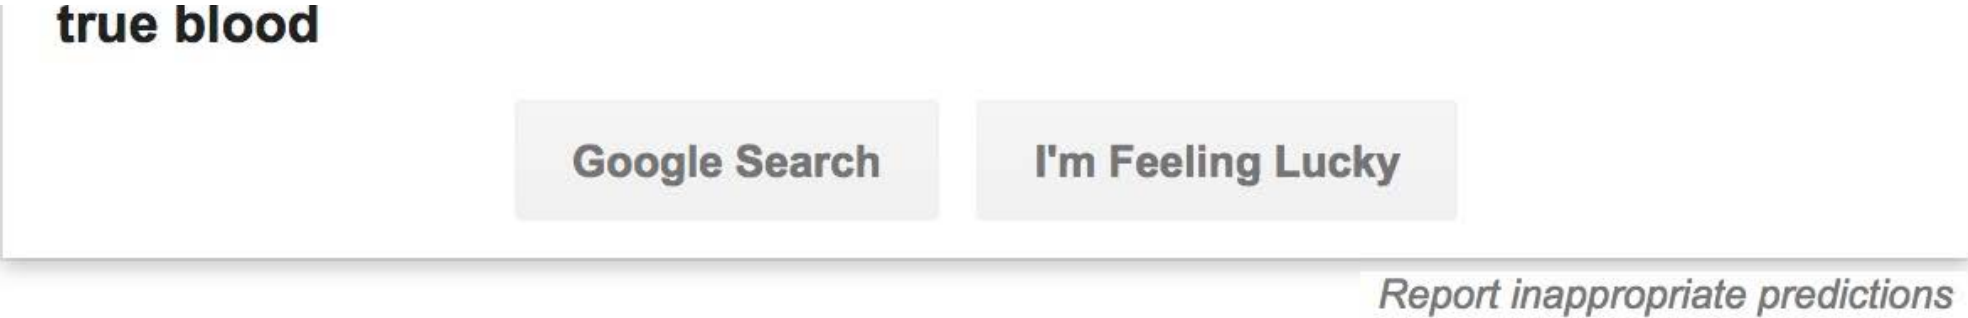 true blood
Google Search I'm Feeling Lucky
Report inappropriate predictions